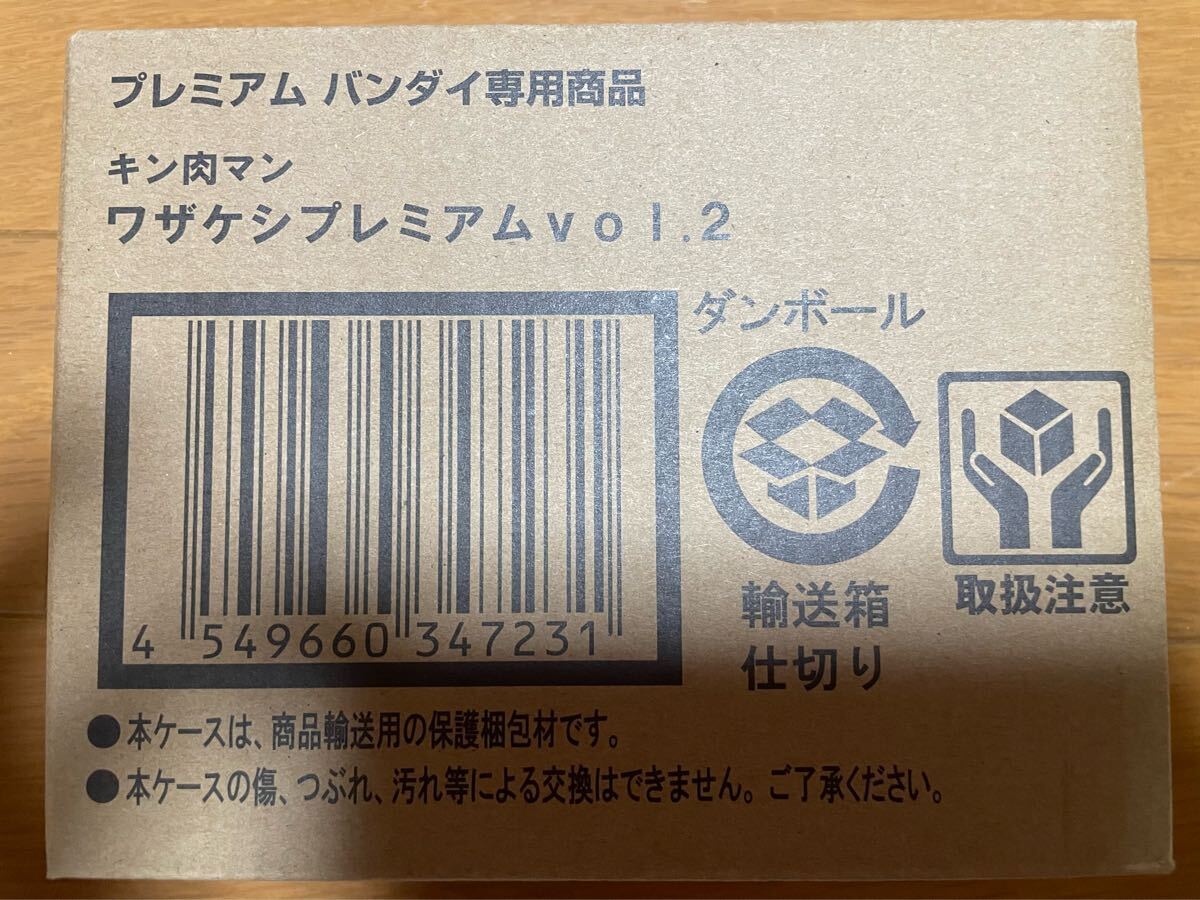 プレミアム バンダイ専用商品
キン肉マン
ワザケシプレミアムvol.2
4 549660 347231
ダンボール
輸送箱
仕切り
取扱注意
●本ケースは、商品輸送用の保護梱包材です。
●本ケースの傷、つぶれ、汚れ等による交換はできません。ご了承ください。